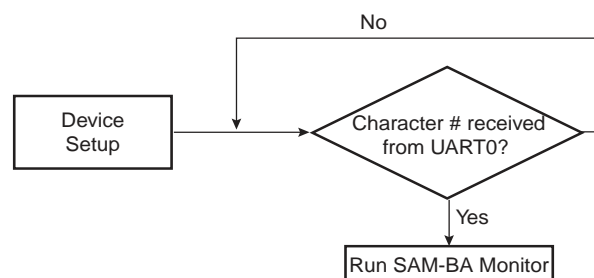 No
Device
Setup
Character # received
from UART0?
Yes
Run SAM-BA Monitor